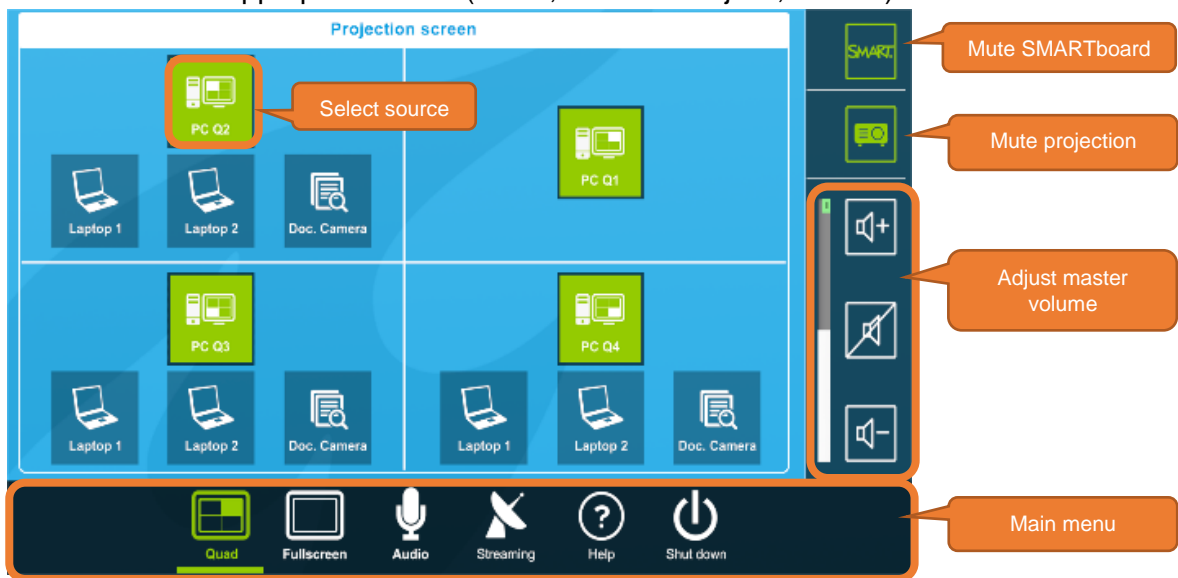 Projection screen
SMART.
Mute SMARTboard
PC Q2
Select source
PC Q1
Mute projection
Laptop 1
Laptop 2
Doc. Camera
Adjust master
volume
PC Q3
PC Q4
Laptop 1
Laptop 2
Doc. Camera
Laptop 1
Laptop 2
Doc. Camera
Quad
Fullscreen
Audio
Streaming
?
Help
Shut down
Main menu